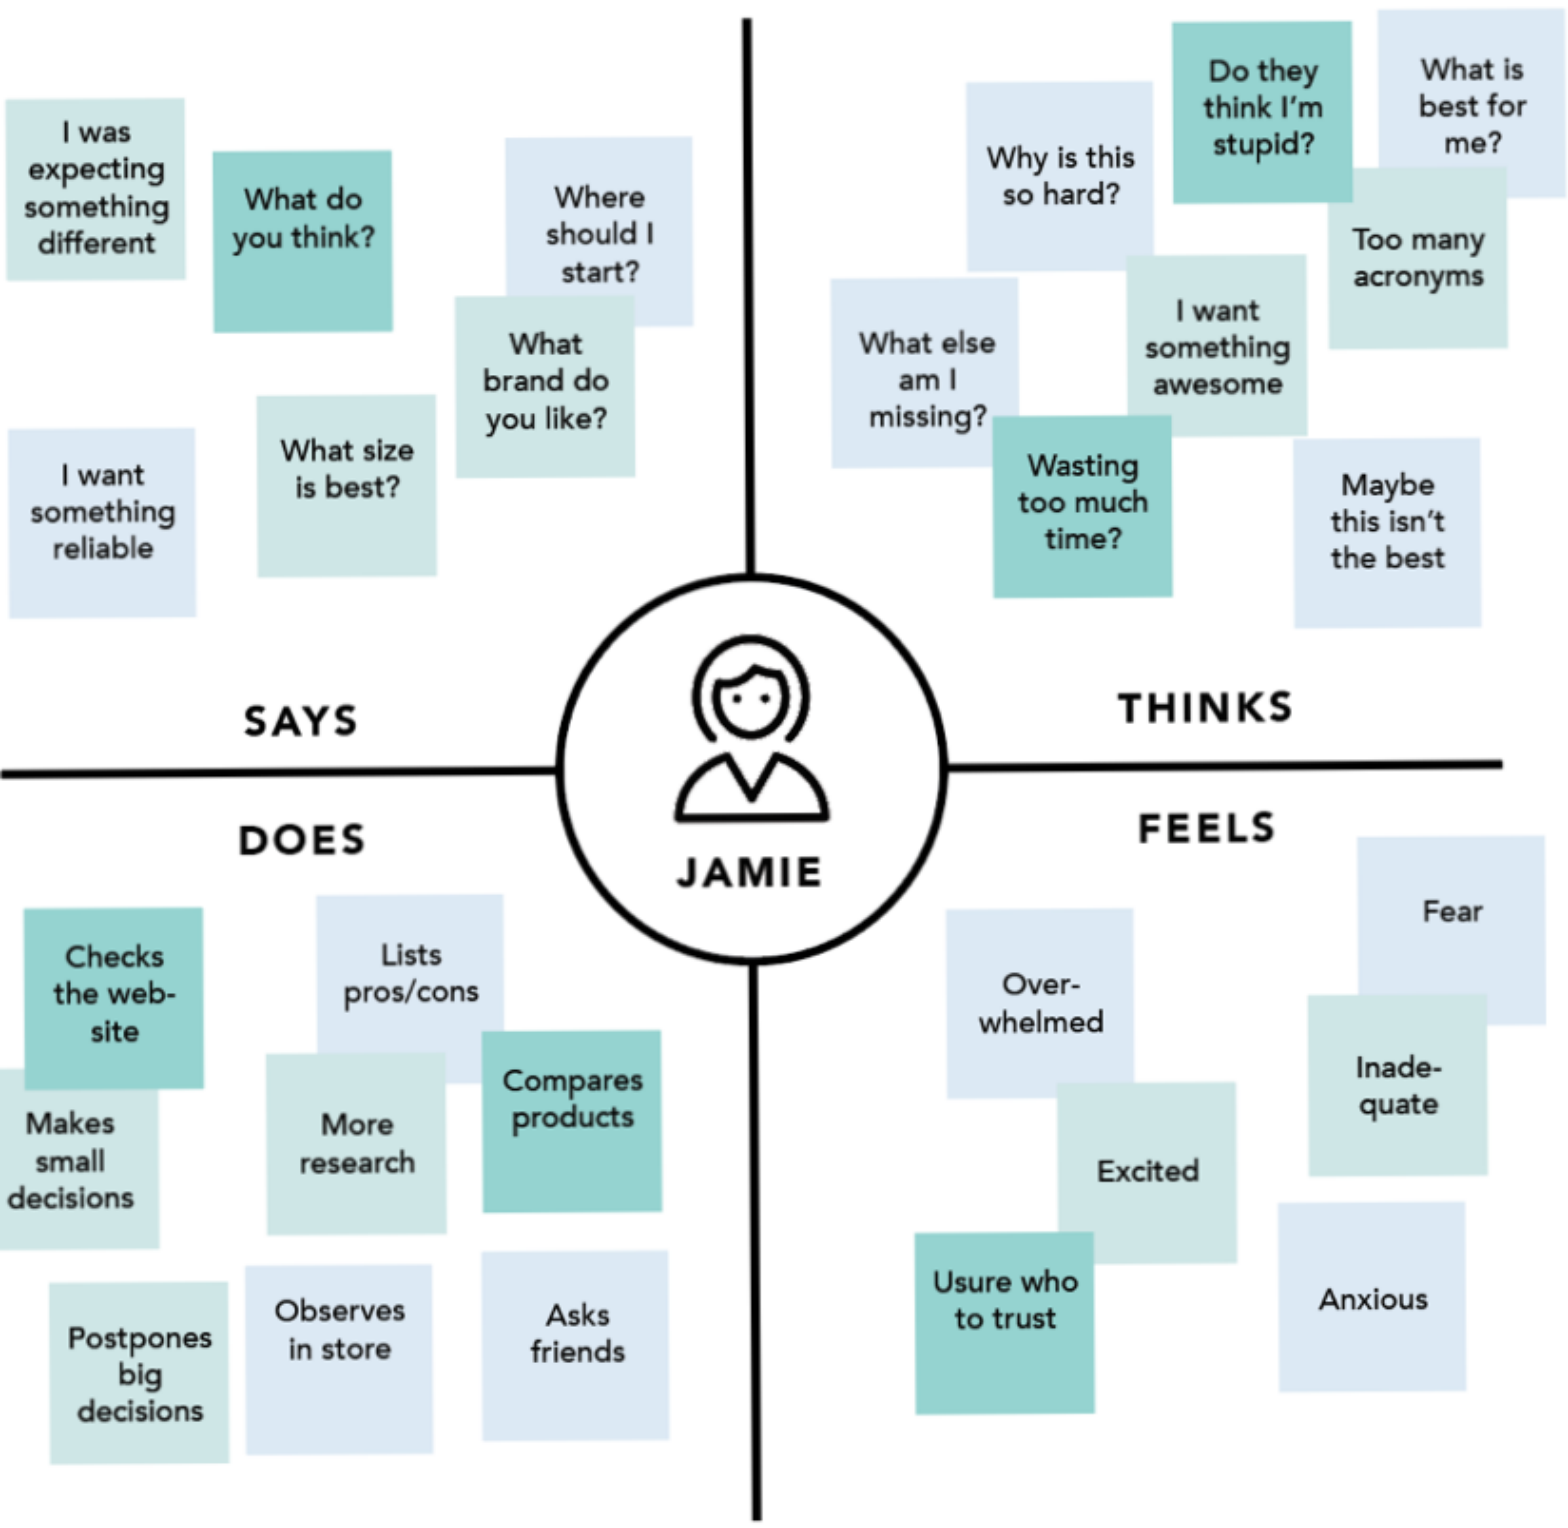 I was
expecting
something
different
What do
you think?
Where
should I
start?
What
brand do
you like?
What size
is best?
I want
something
reliable
SAYS
Do they
think I'm
stupid?
What is
best for
me?
Why is this
so hard?
Too many
acronyms
I want
something
awesome
What else
am I
missing?
Wasting
too much
time?
Maybe
this isn't
the best
THINKS
JAMIE
DOES
Checks
the web-
site
Lists
pros/cons
Compares
products
Makes
small
decisions
More
research
Postpones
big
decisions
Observes
in store
Asks
friends
FEELS
Fear
Over-
whelmed
Inade-
quate
Excited
Usure who
to trust
Anxious